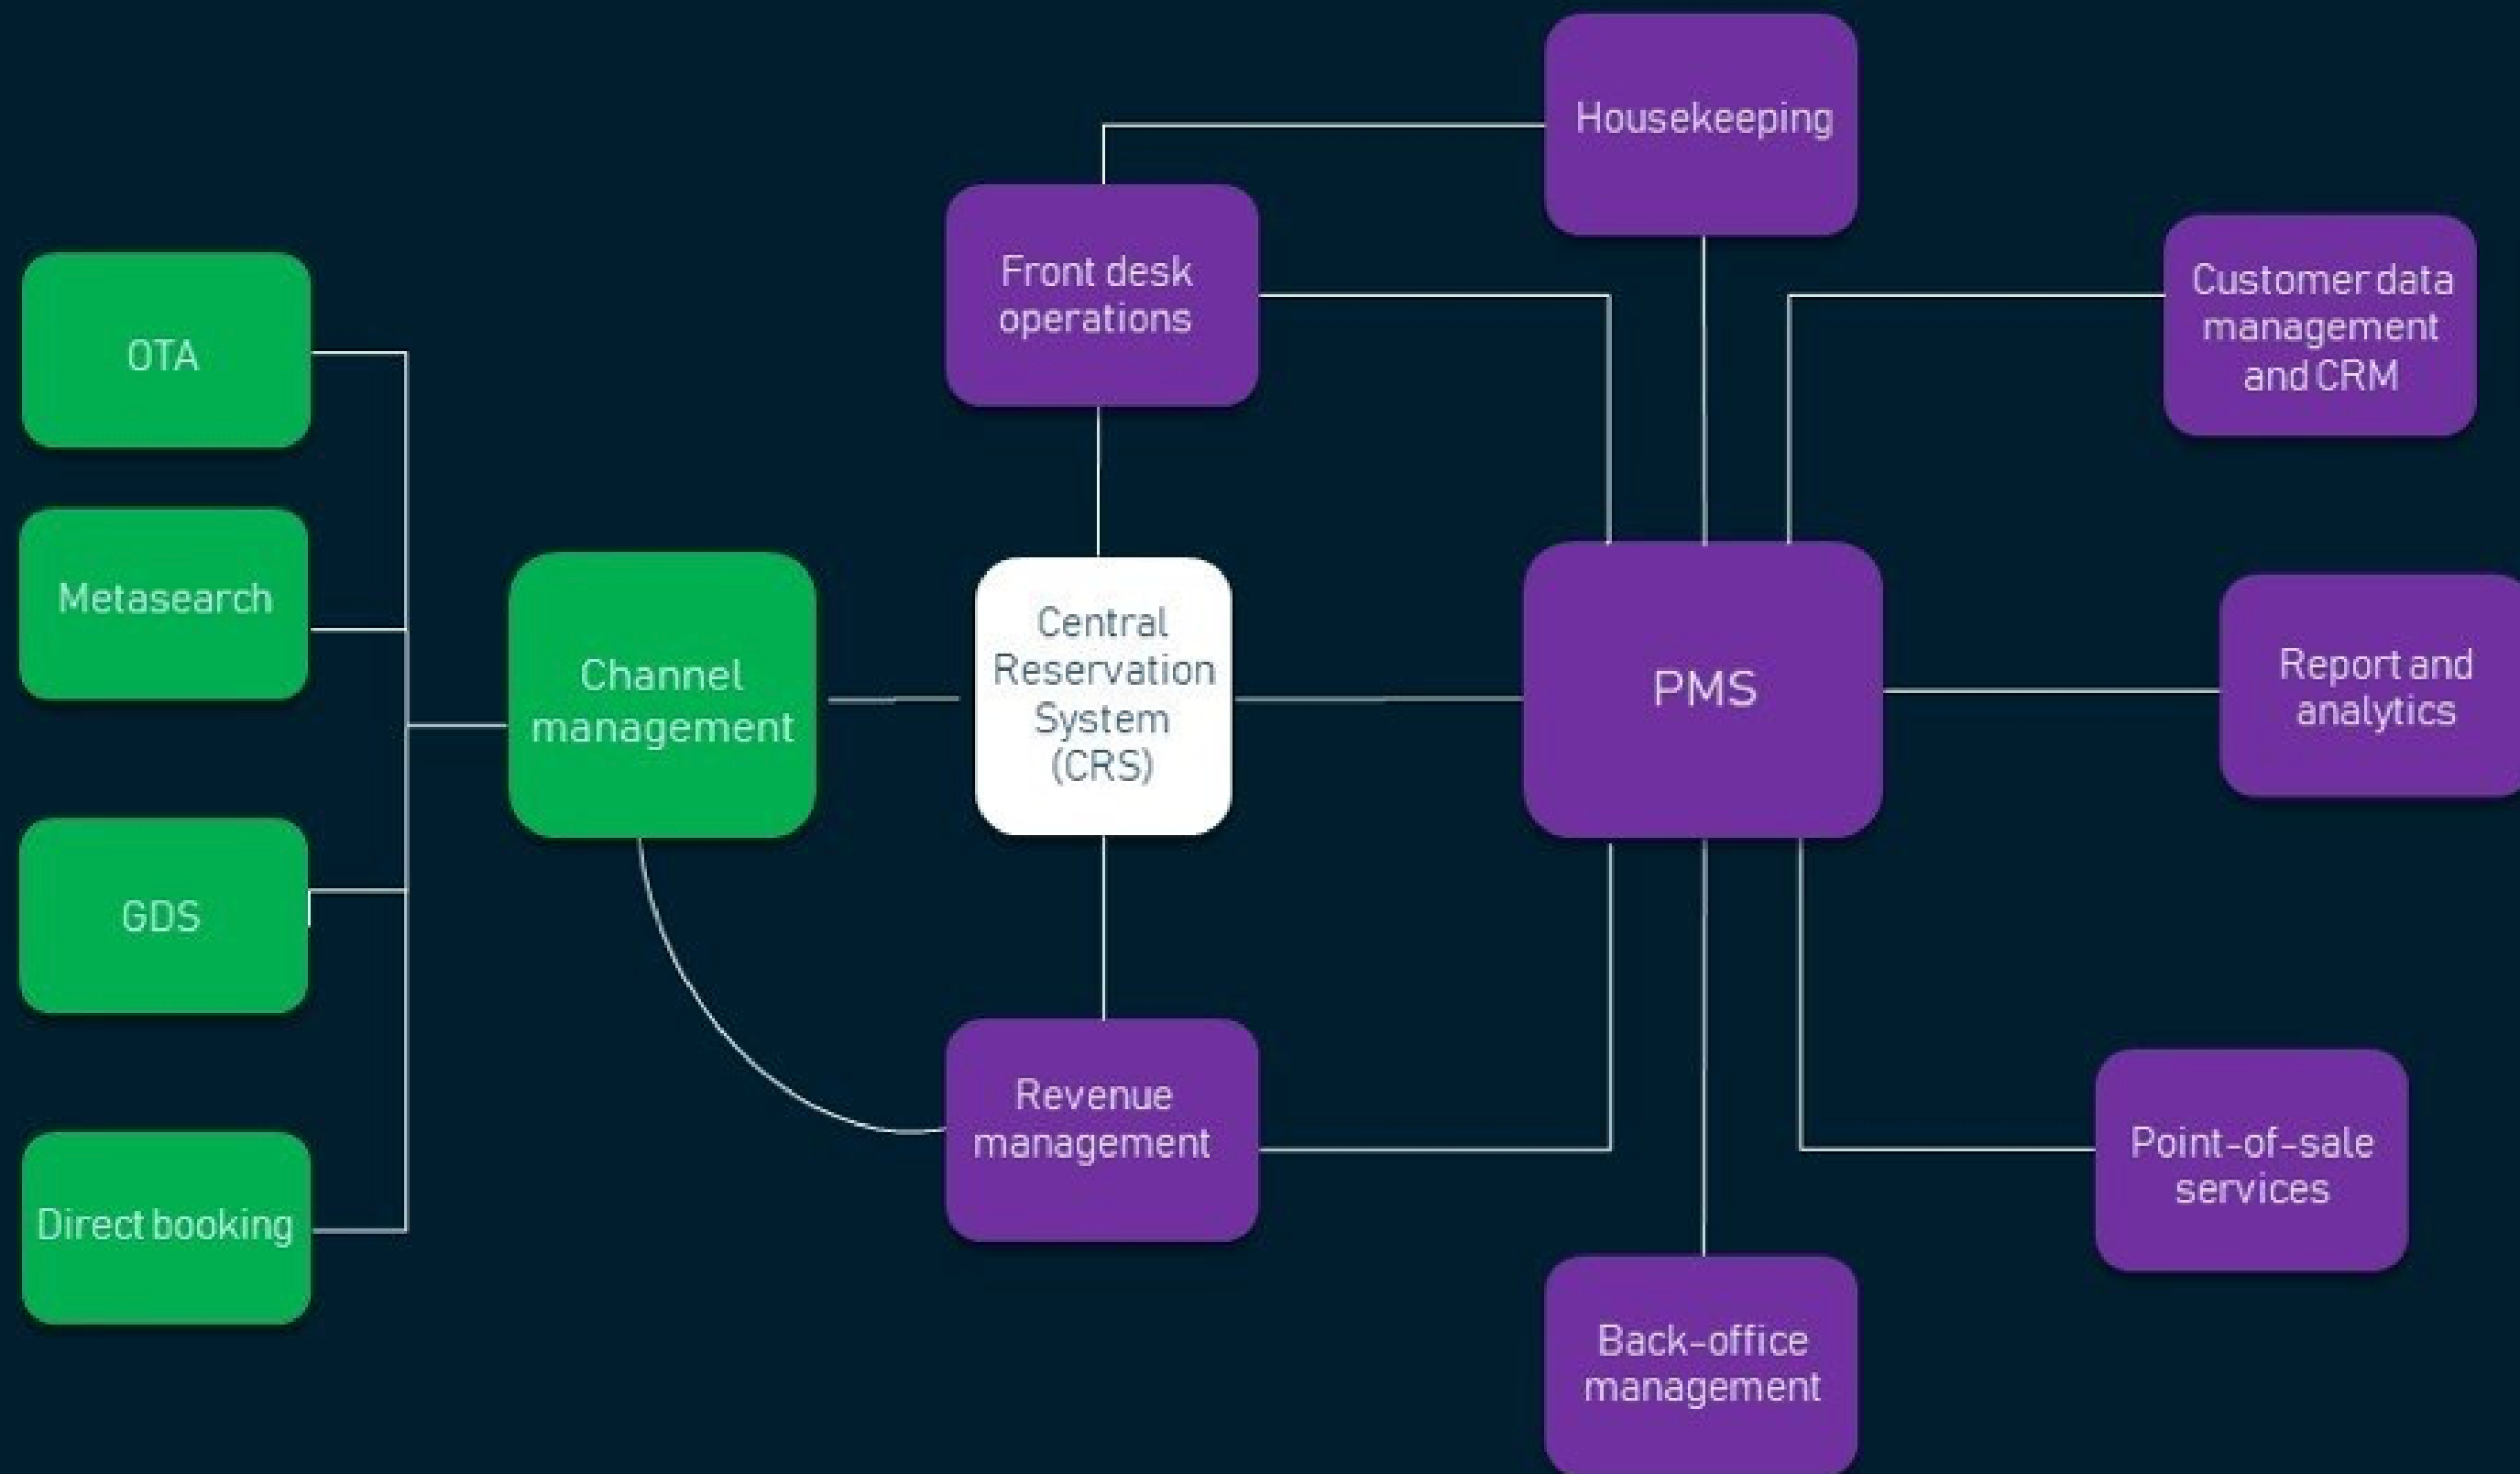 Housekeeping
Front desk
operations
Customer data
management
and CRM
OTA
Metasearch
Channel
management
Central
Reservation
System
(CRS)
PMS
Report and
analytics
GDS
Revenue
management
Point-of-sale
services
Direct booking
Back-office
management